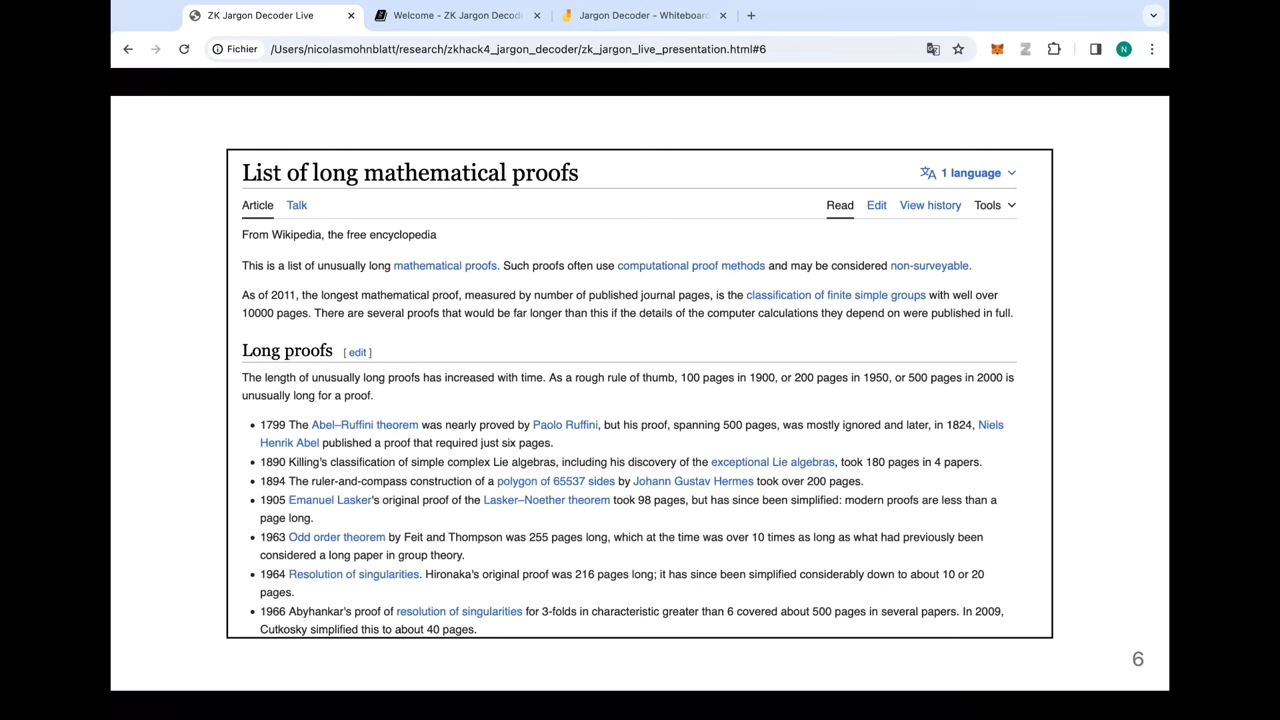 ZK Jargon Decoder Live
Welcome - ZK Jargon Decod
Jargon Decoder - Whiteboard
Fichier
/Users/nicolasmohnblatt/research/zkhack4_jargon_decoder/zk_jargon_live_presentation.html#6
N
List of long mathematical proofs
1 language
Article Talk
Read Edit View history Tools
From Wikipedia, the free encyclopedia
This is a list of unusually long mathematical proofs. Such proofs often use computational proof methods and may be considered non-surveyable.
As of 2011, the longest mathematical proof, measured by number of published journal pages, is the classification of finite simple groups with well over
10000 pages. There are several proofs that would be far longer than this if the details of the computer calculations they depend on were published in full.
Long proofs [ edit ]
The length of unusually long proofs has increased with time. As a rough rule of thumb, 100 pages in 1900, or 200 pages in 1950, or 500 pages in 2000 is
unusually long for a proof.
• 1799 The Abel–Ruffini theorem was nearly proved by Paolo Ruffini, but his proof, spanning 500 pages, was mostly ignored and later, in 1824, Niels
Henrik Abel published a proof that required just six pages.
• 1890 Killing's classification of simple complex Lie algebras, including his discovery of the exceptional Lie algebras, took 180 pages in 4 papers.
• 1894 The ruler-and-compass construction of a polygon of 65537 sides by Johann Gustav Hermes took over 200 pages.
• 1905 Emanuel Lasker's original proof of the Lasker–Noether theorem took 98 pages, but has since been simplified: modern proofs are less than a
page long.
• 1963 Odd order theorem by Feit and Thompson was 255 pages long, which at the time was over 10 times as long as what had previously been
considered a long paper in group theory.
• 1964 Resolution of singularities. Hironaka's original proof was 216 pages long; it has since been simplified considerably down to about 10 or 20
pages.
• 1966 Abyhankar's proof of resolution of singularities for 3-folds in characteristic greater than 6 covered about 500 pages in several papers. In 2009,
Cutkosky simplified this to about 40 pages.
6